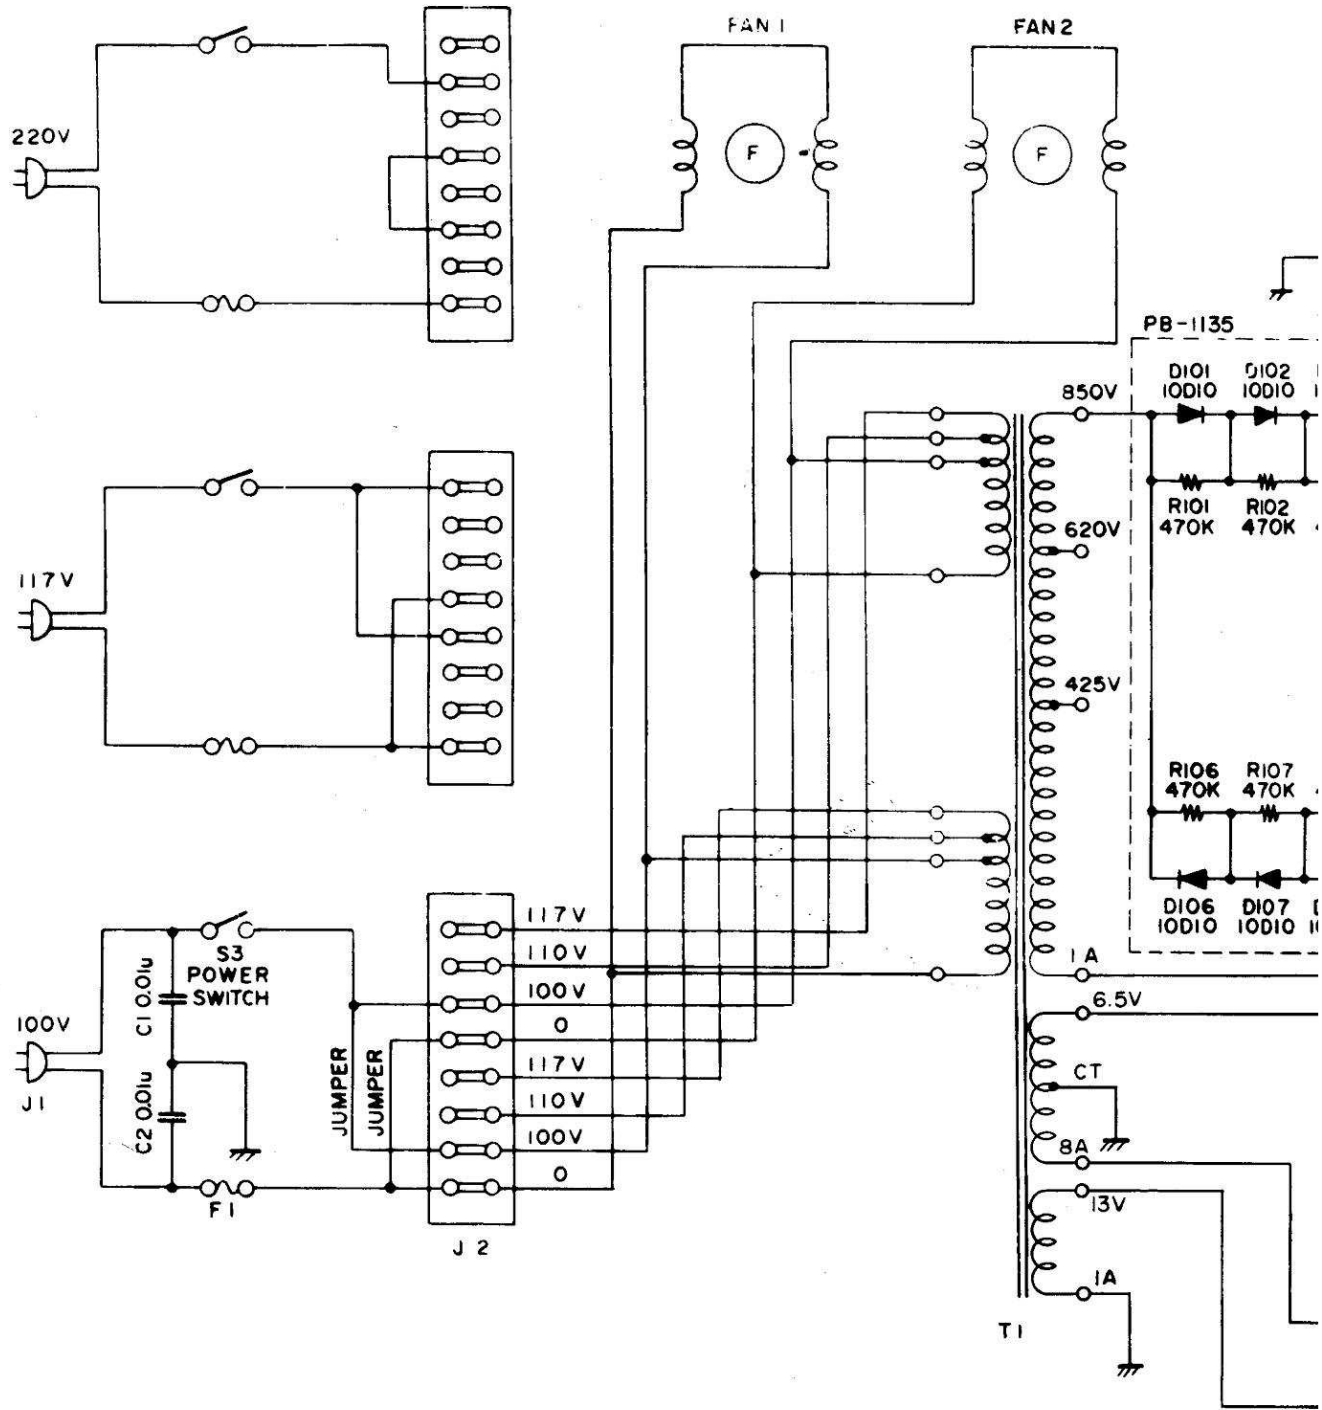 FAN 1
FAN 2
220V
F
F
PB-1135
D101
10D10
D102
10D10
850V
R101
470K
R102
470K
620V
117V
425V
R106
470K
R107
470K
D106
10D10
D107
10D10
1A
117V
110V
100V
0
117V
110V
100V
0
S3
POWER
SWITCH
C1 0.01u
C2 0.01u
100V
J1
JUMPER
JUMPER
F1
J 2
6.5V
CT
8A
13V
1A
T1